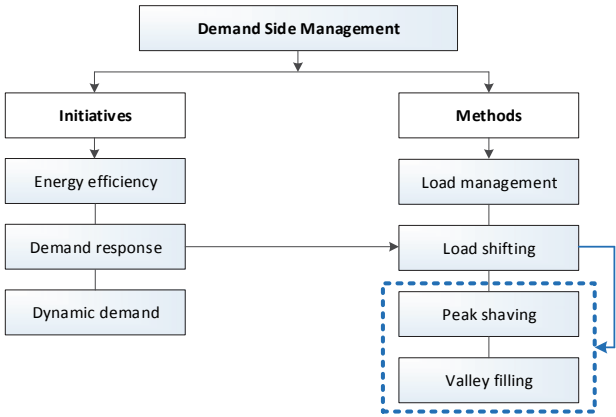 Demand Side Management
Initiatives
Methods
Energy efficiency
Load management
Demand response
Load shifting
Dynamic demand
Peak shaving
Valley filling